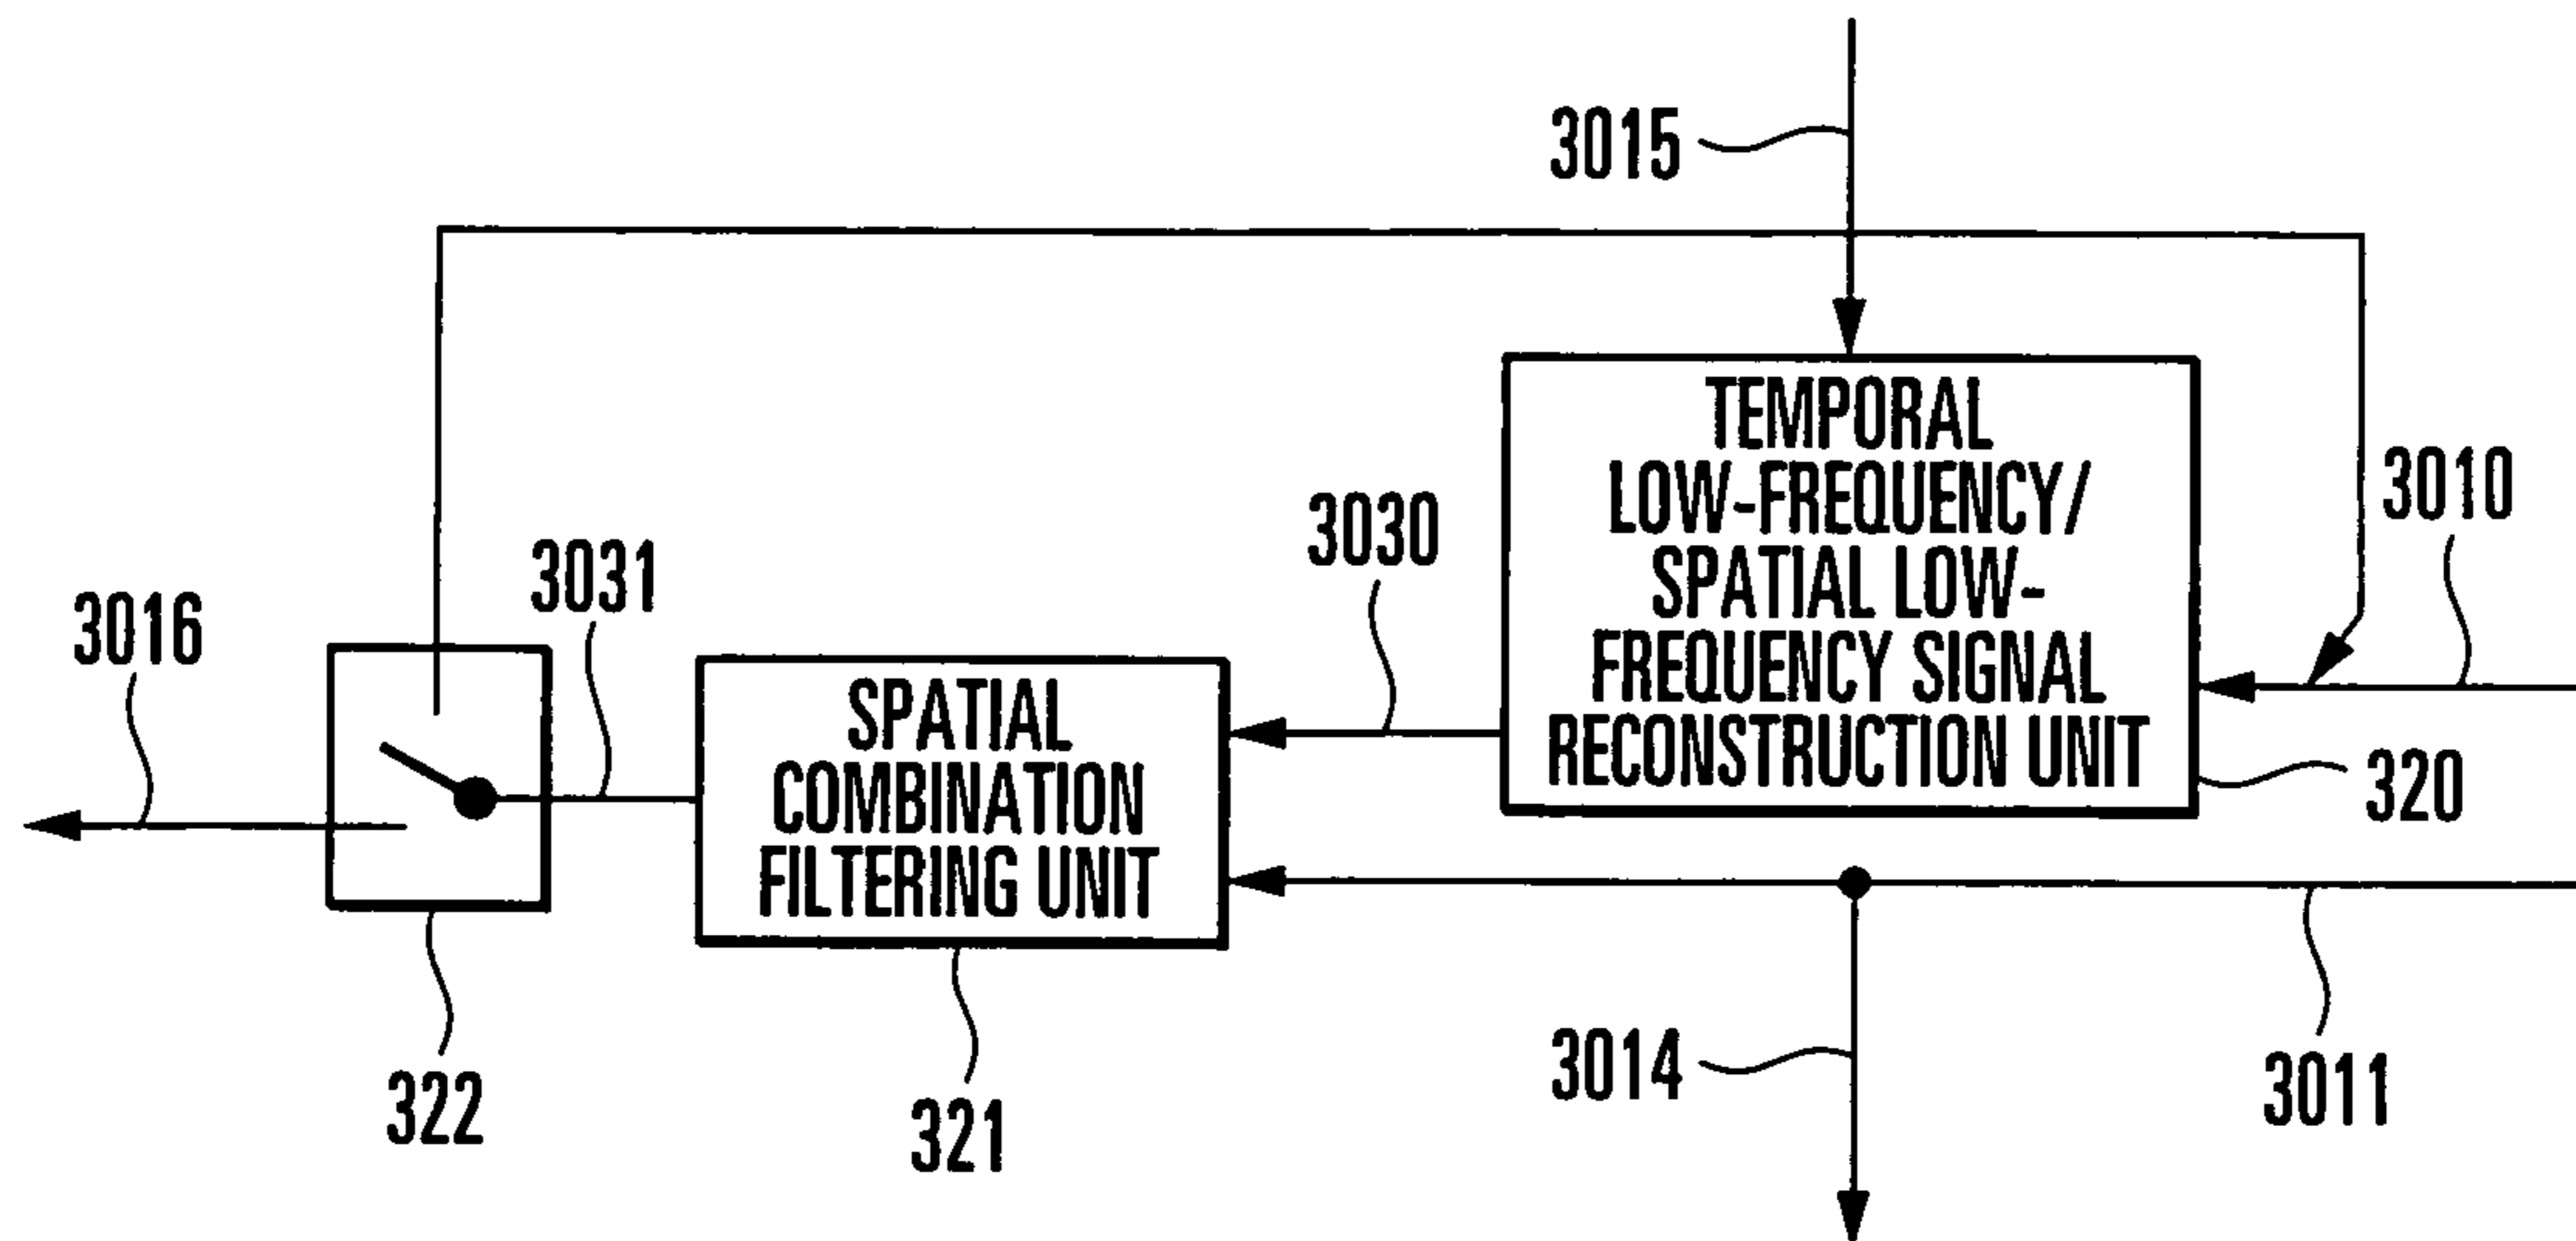 3015
TEMPORAL
LOW-FREQUENCY/
SPATIAL LOW-
FREQUENCY SIGNAL
RECONSTRUCTION UNIT
3010
3030
3031
3016
SPATIAL
COMBINATION
FILTERING UNIT
320
322
321
3014
3011